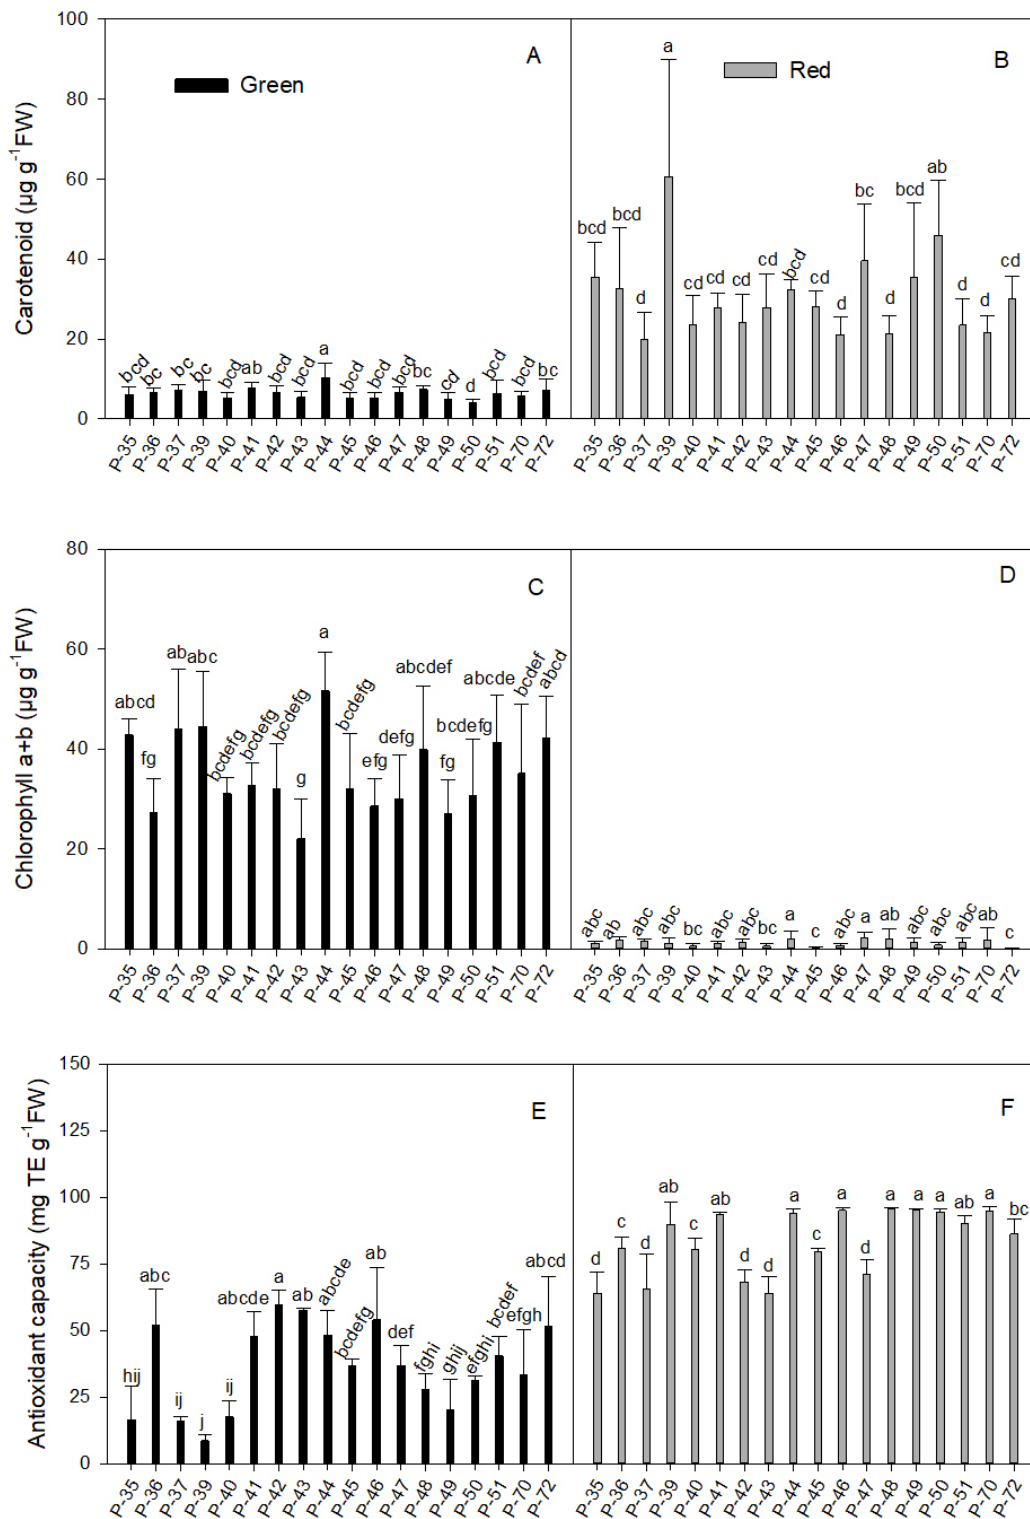 100
80
60
40
20
0
Carotenoid (µg g⁻¹FW)
A
Green
bcd bc bc bc bcd ab bcd bcd a bcd bcd bcd bc cd d bcd bcd bc
P-35 P-36 P-37 P-39 P-40 P-41 P-42 P-43 P-44 P-45 P-46 P-47 P-48 P-49 P-50 P-51 P-70 P-72
B
Red
bcd bcd d a cd cd cd cd bcd cd d bc d bcd ab d d cd
P-35 P-36 P-37 P-39 P-40 P-41 P-42 P-43 P-44 P-45 P-46 P-47 P-48 P-49 P-50 P-51 P-70 P-72
80
60
40
20
0
Chlorophyll a+b (µg g⁻¹FW)
C
abcd fg ab abc bcdefg bcdefg bcdefg g a bcdefg efg defg abcdef fg bcdefg abcde bcdef abcd
P-35 P-36 P-37 P-39 P-40 P-41 P-42 P-43 P-44 P-45 P-46 P-47 P-48 P-49 P-50 P-51 P-70 P-72
D
abc ab abc abc bc abc abc bc a c abc a ab abc abc abc ab c
P-35 P-36 P-37 P-39 P-40 P-41 P-42 P-43 P-44 P-45 P-46 P-47 P-48 P-49 P-50 P-51 P-70 P-72
150
125
100
75
50
25
0
Antioxidant capacity (mg TE g⁻¹FW)
E
hij abc ij j ij abcde a ab abcde bcdefg ab def fghi ghij efghi bcdef efgh abcd
P-35 P-36 P-37 P-39 P-40 P-41 P-42 P-43 P-44 P-45 P-46 P-47 P-48 P-49 P-50 P-51 P-70 P-72
F
d c d ab c ab d d a c a d a a a ab a bc
P-35 P-36 P-37 P-39 P-40 P-41 P-42 P-43 P-44 P-45 P-46 P-47 P-48 P-49 P-50 P-51 P-70 P-72